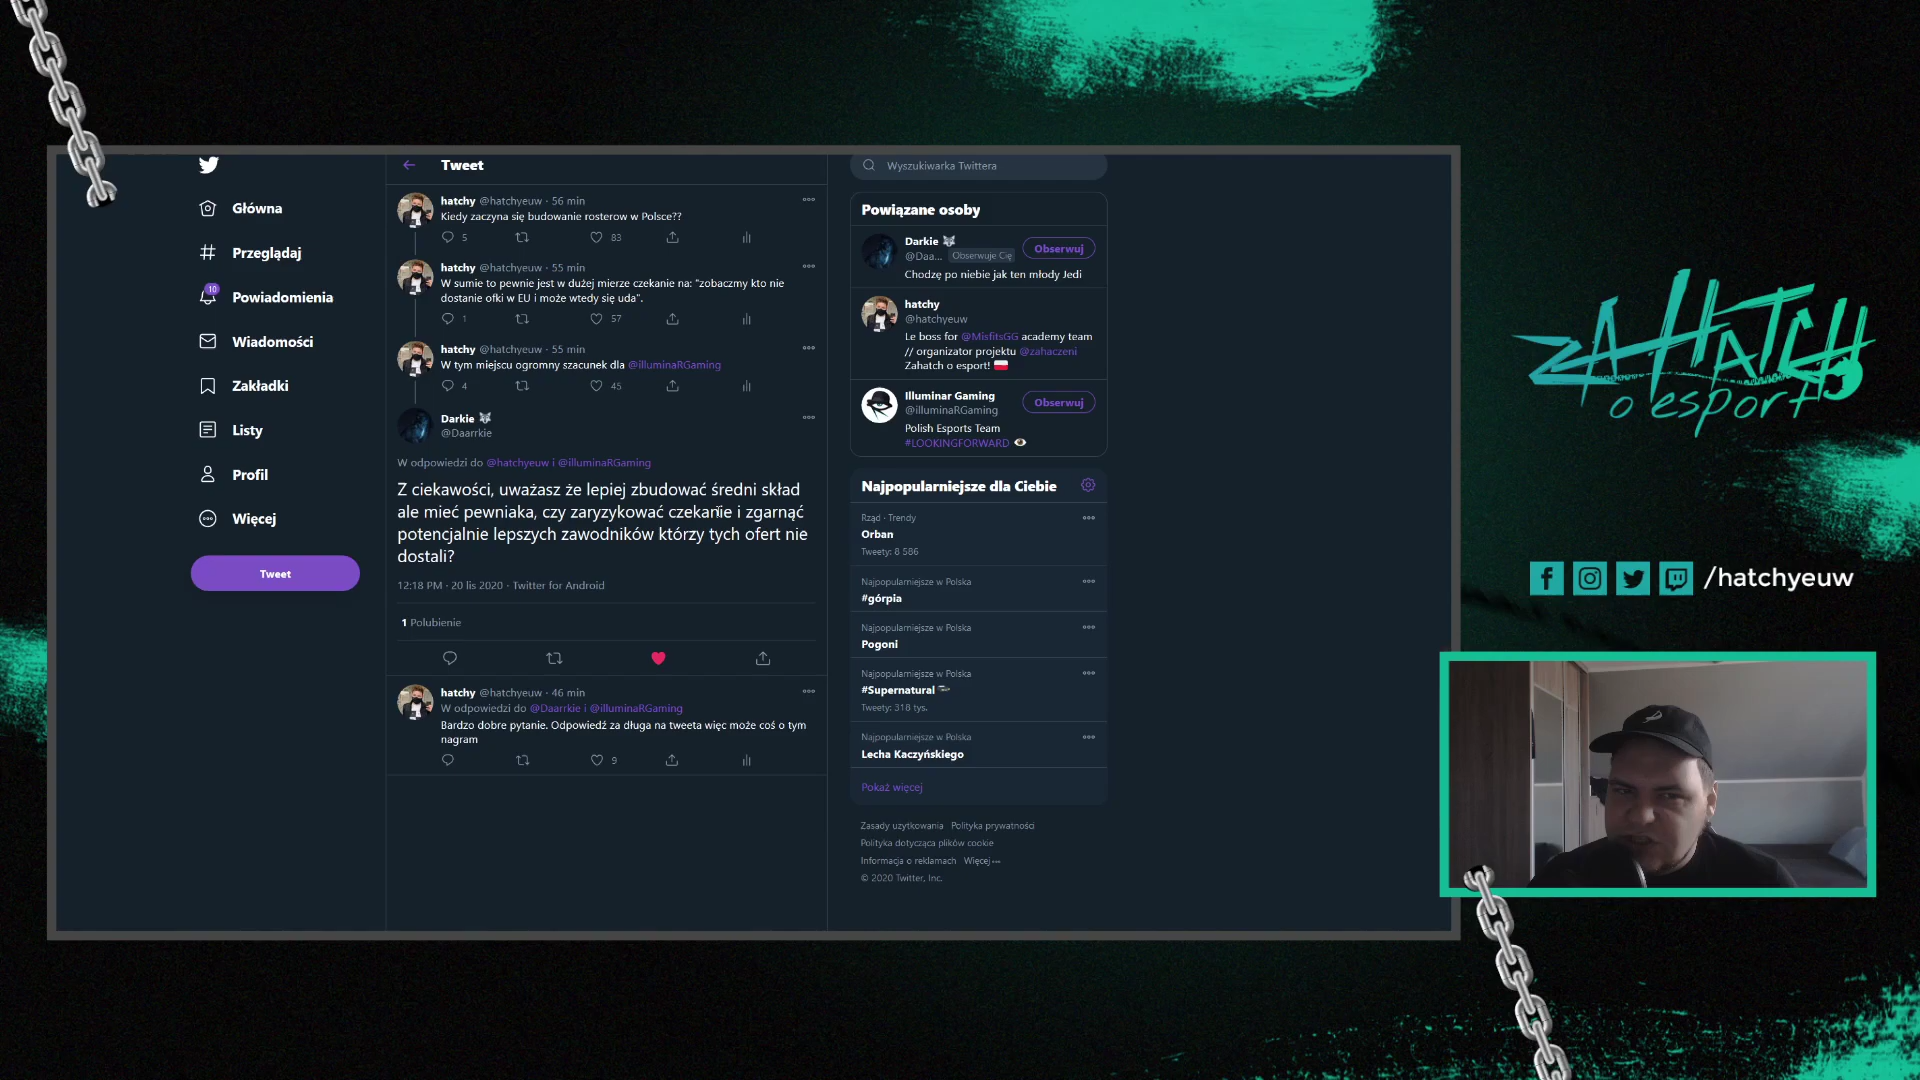 Główna
Przeglądaj
10
Powiadomienia
Wiadomości
Zakładki
Listy
Profil
Więcej
Tweet
Tweet
hatchy @hatchyeuw · 56 min
Kiedy zaczyna się budowanie rosterow w Polsce??
5 83
hatchy @hatchyeuw · 55 min
W sumie to pewnie jest w dużej mierze czekanie na: "zobaczmy kto nie
dostanie ofki w EU i może wtedy się uda".
1 57
hatchy @hatchyeuw · 55 min
W tym miejscu ogromny szacunek dla @illuminaRGaming
4 45
Darkie
@Daarrkie
W odpowiedzi do @hatchyeuw i @illuminaRGaming
Z ciekawości, uważasz że lepiej zbudować średni skład
ale mieć pewniaka, czy zaryzykować czekanie i zgarnąć
potencjalnie lepszych zawodników którzy tych ofert nie
dostali?
12:18 PM · 20 lis 2020 · Twitter for Android
1 Polubienie
hatchy @hatchyeuw · 46 min
W odpowiedzi do @Daarrkie i @illuminaRGaming
Bardzo dobre pytanie. Odpowiedź za długa na tweeta więc może coś o tym
nagram
9
Wyszukiwarka Twittera
Powiązane osoby
Darkie
@Daa... Obserwuje Cię
Obserwuj
Chodzę po niebie jak ten młody Jedi
hatchy
@hatchyeuw
Le boss for @MisfitsGG academy team
// organizator projektu @zahaczeni
Zahatch o esport!
Illuminar Gaming
@illuminaRGaming
Obserwuj
Polish Esports Team
#LOOKINGFORWARD
Najpopularniejsze dla Ciebie
Rząd · Trendy
Orban
Tweety: 8 586
Najpopularniejsze w Polska
#górpia
Najpopularniejsze w Polska
Pogoni
Najpopularniejsze w Polska
#Supernatural
Tweety: 318 tys.
Najpopularniejsze w Polska
Lecha Kaczyńskiego
Pokaż więcej
Zasady użytkowania Polityka prywatności
Polityka dotycząca plików cookie
Informacja o reklamach Więcej
© 2020 Twitter, Inc.
ZAHATCH
o esport
/hatchyeuw